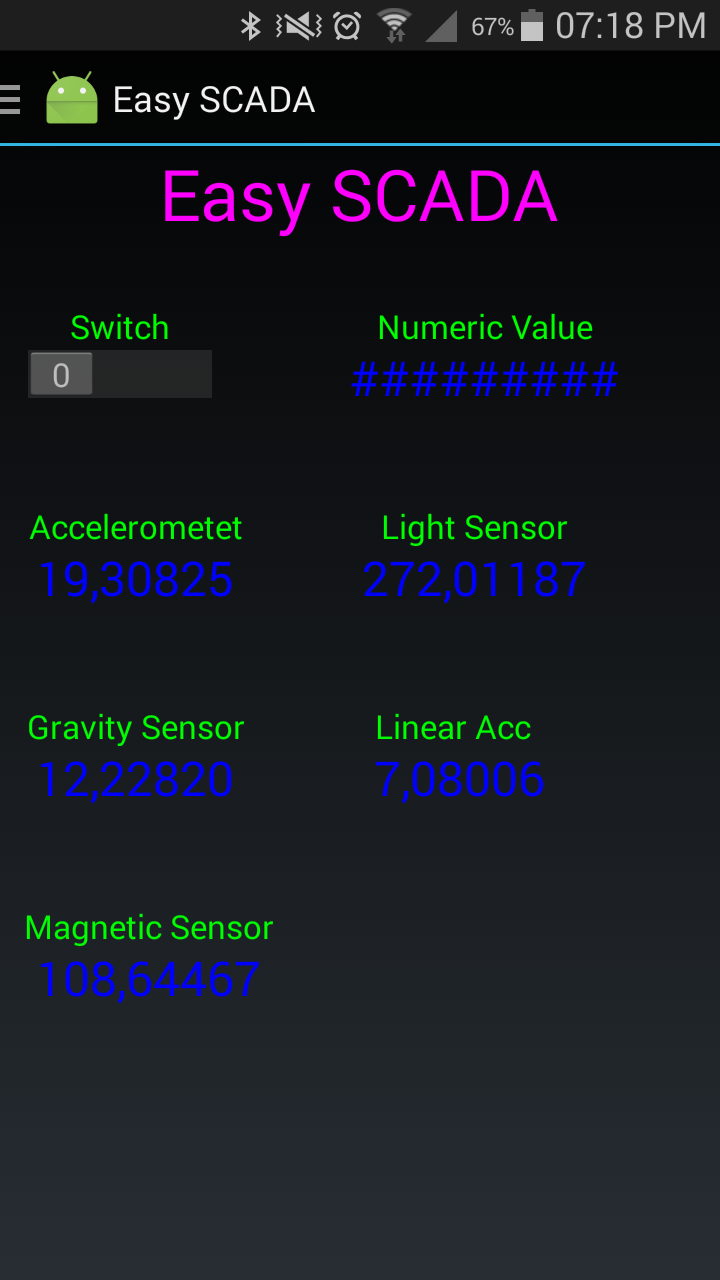 67% 07:18 PM
Easy SCADA
Easy SCADA
Switch
Numeric Value
0
#########
Accelerometet
Light Sensor
19,30825
272,01187
Gravity Sensor
Linear Acc
12,22820
7,08006
Magnetic Sensor
108,64467